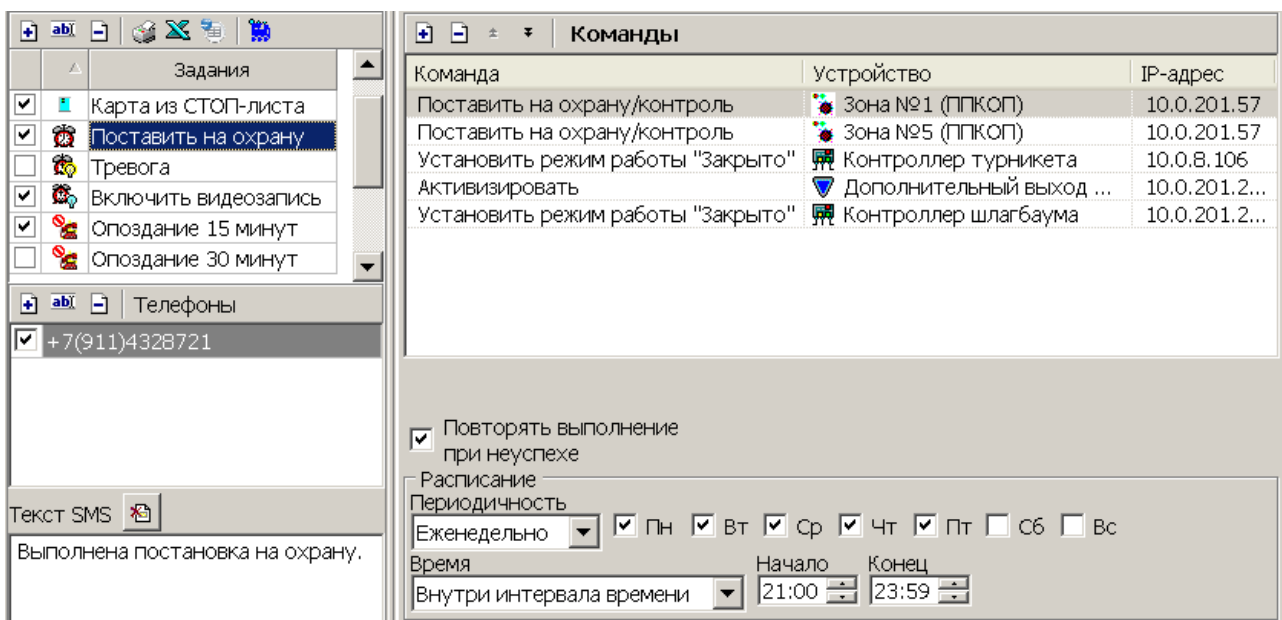 Задания
Карта из СТОП-листа
Поставить на охрану
Тревога
Включить видеозапись
Опоздание 15 минут
Опоздание 30 минут
Телефоны
+7(911)4328721
Текст SMS
Выполнена постановка на охрану.
Команды
Команда Устройство IP-адрес
Поставить на охрану/контроль Зона №1 (ППКОП) 10.0.201.57
Поставить на охрану/контроль Зона №5 (ППКОП) 10.0.201.57
Установить режим работы "Закрыто" Контроллер турникета 10.0.8.106
Активизировать Дополнительный выход ... 10.0.201.2...
Установить режим работы "Закрыто" Контроллер шлагбаума 10.0.201.2...
Повторять выполнение
при неуспехе
Расписание
Периодичность
Еженедельно Пн Вт Ср Чт Пт Сб Вс
Время Начало Конец
Внутри интервала времени 21:00 23:59